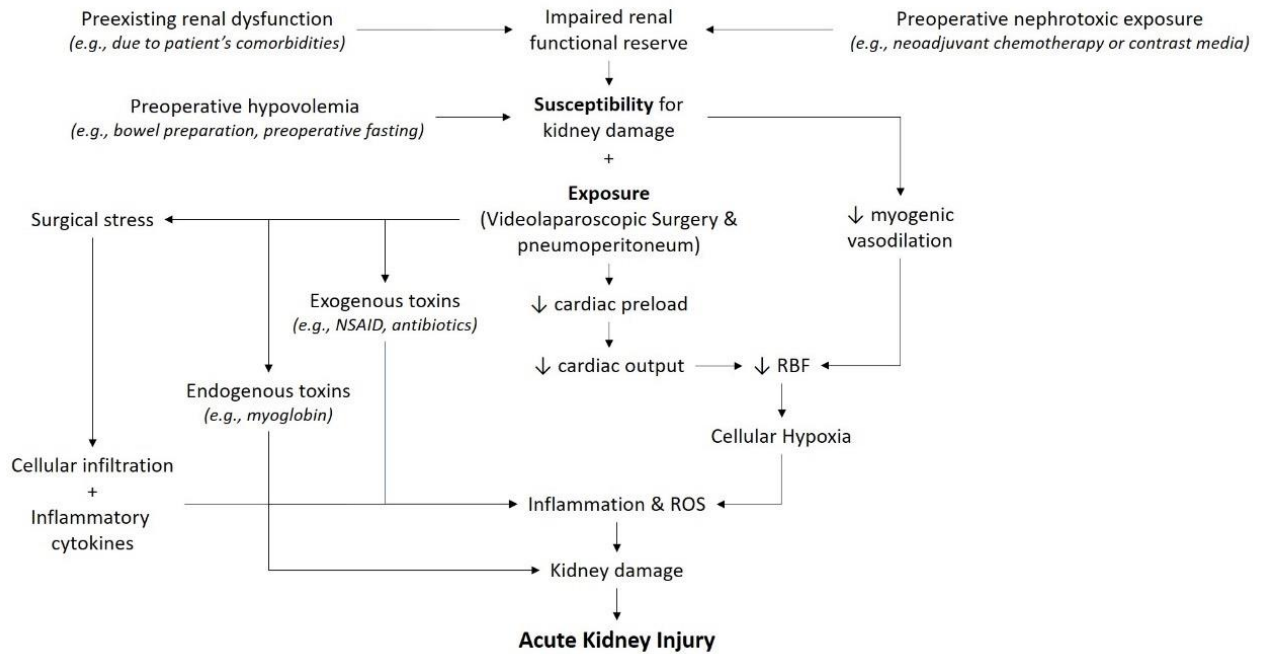 Preexisting renal dysfunction
(e.g., due to patient's comorbidities)
Impaired renal
functional reserve
Preoperative nephrotoxic exposure
(e.g., neoadjuvant chemotherapy or contrast media)
Preoperative hypovolemia
(e.g., bowel preparation, preoperative fasting)
Susceptibility for
kidney damage
+
Exposure
(Videolaparoscopic Surgery &
pneumoperitoneum)
Surgical stress
↓ myogenic
vasodilation
Exogenous toxins
(e.g., NSAID, antibiotics)
↓ cardiac preload
↓ cardiac output
↓ RBF
Endogenous toxins
(e.g., myoglobin)
Cellular Hypoxia
Cellular infiltration
+
Inflammatory
cytokines
Inflammation & ROS
Kidney damage
Acute Kidney Injury